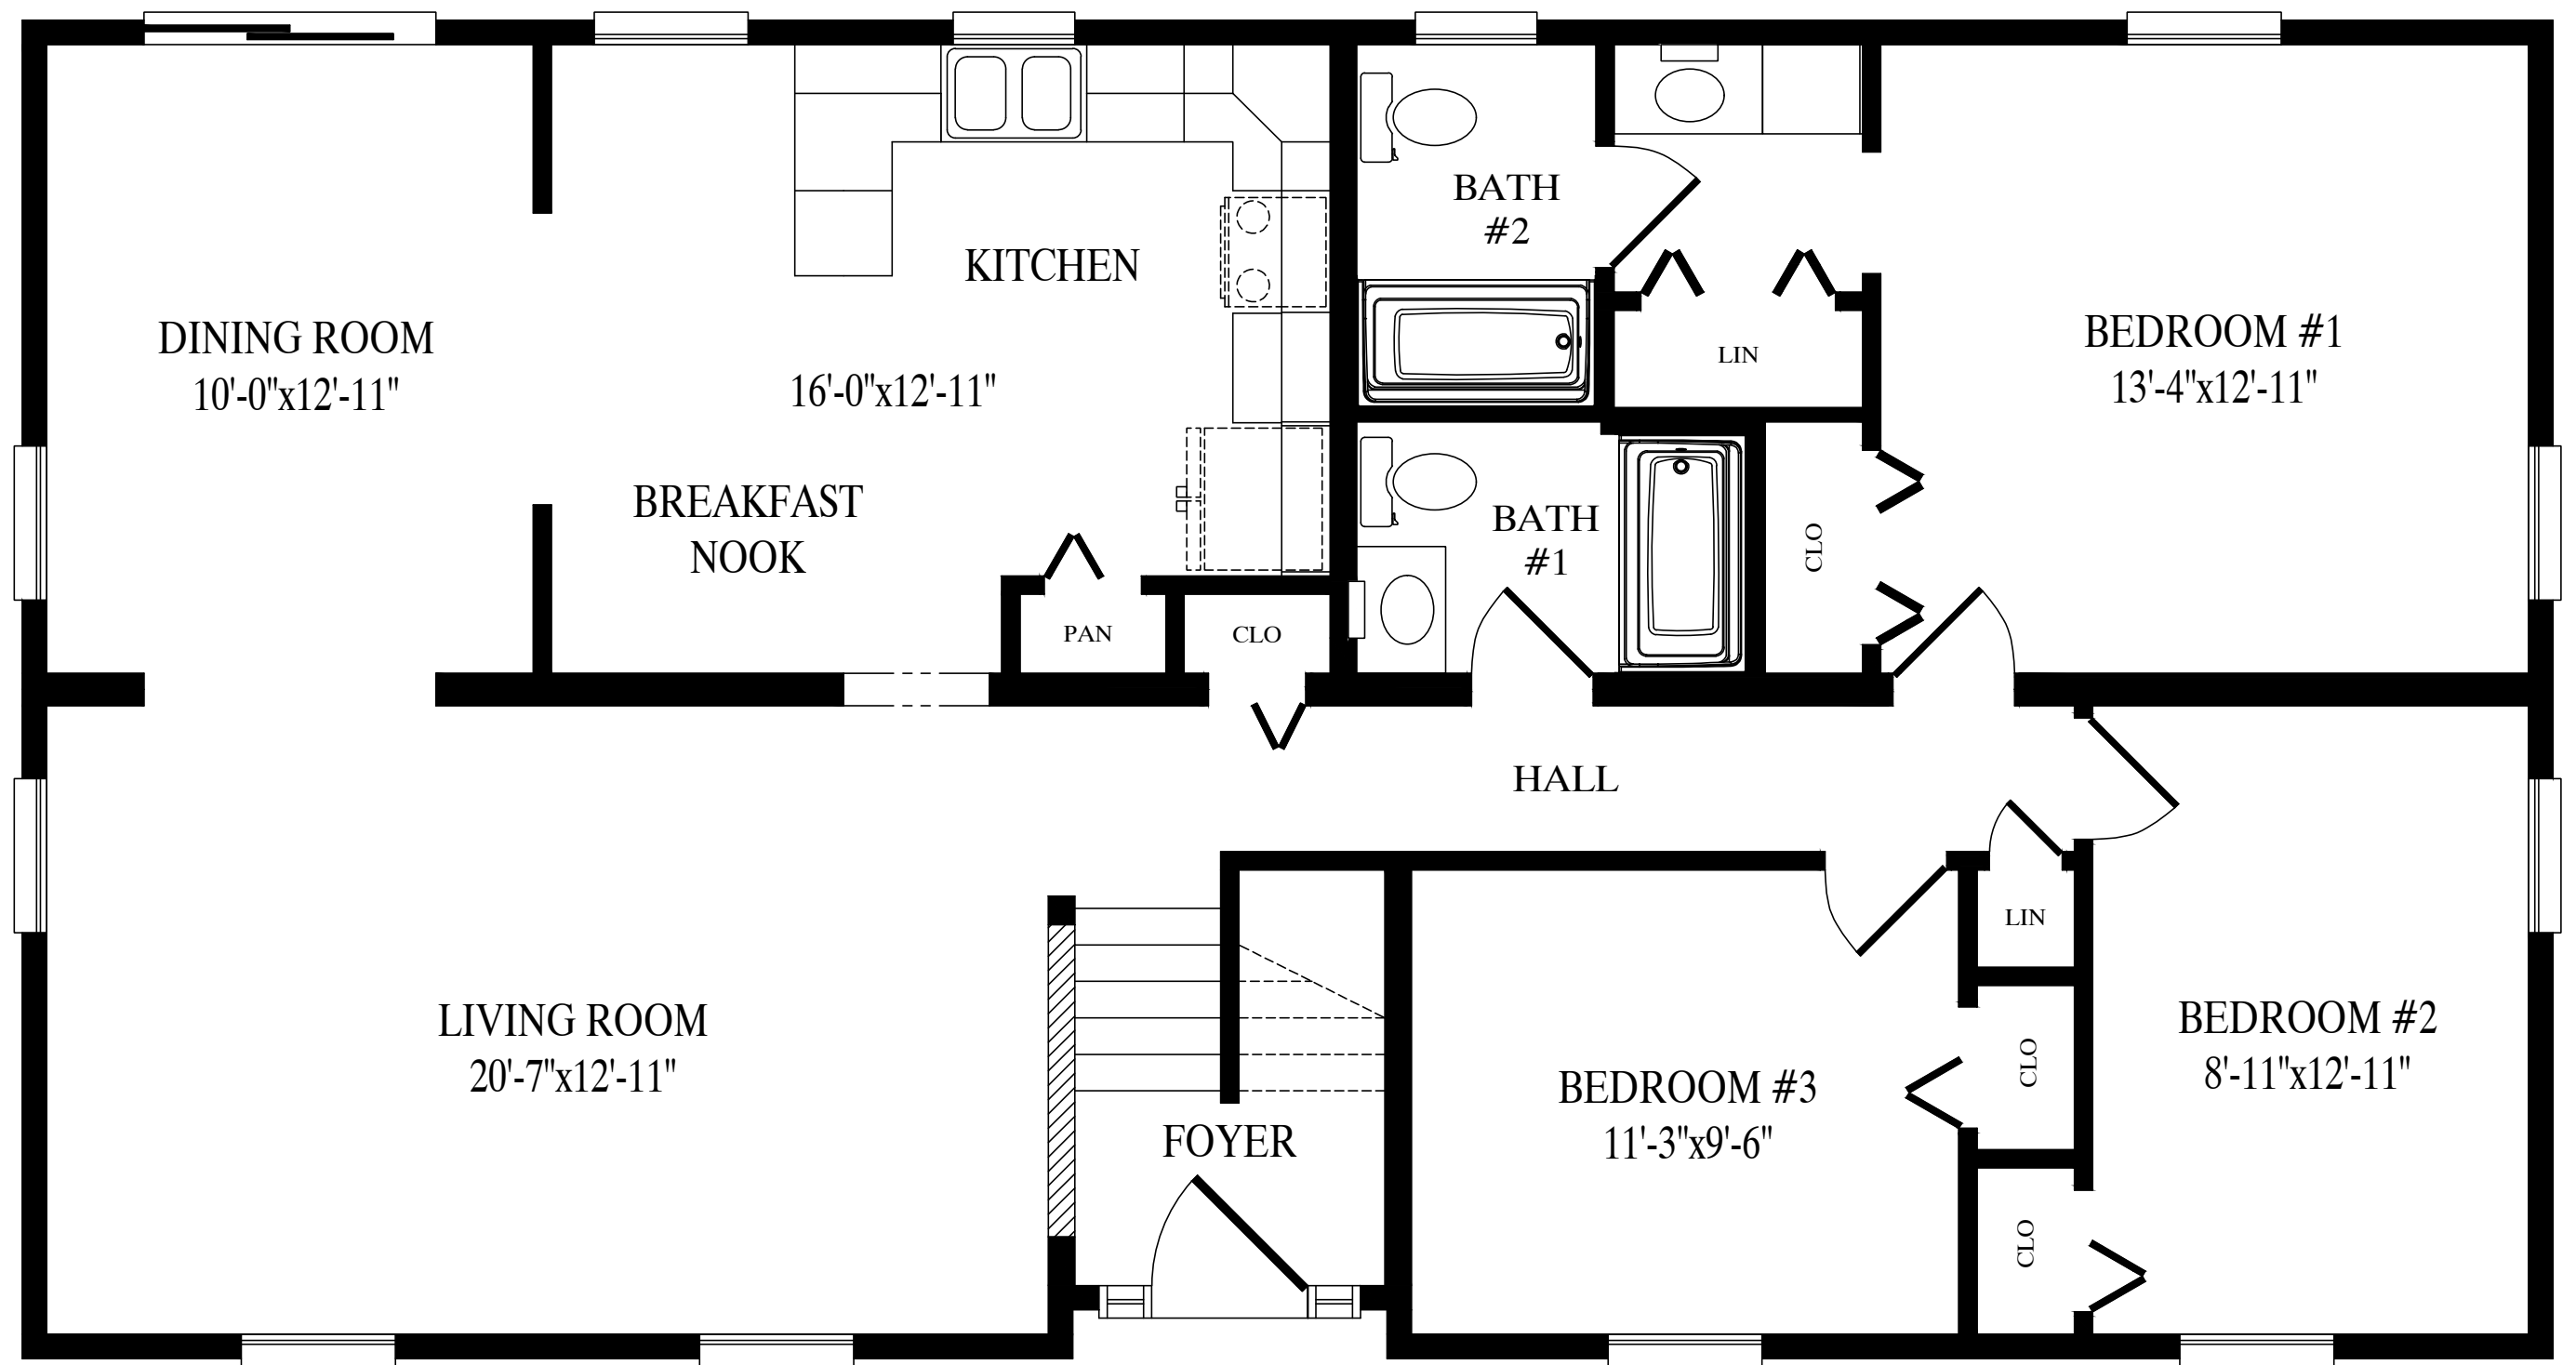 DINING ROOM
10'-0"x12'-11"
KITCHEN
16'-0"x12'-11"
BREAKFAST
NOOK
PAN
CLO
BATH
#2
LIN
BATH
#1
CLO
BEDROOM #1
13'-4"x12'-11"
HALL
LIVING ROOM
20'-7"x12'-11"
FOYER
BEDROOM #3
11'-3"x9'-6"
LIN
CLO
CLO
BEDROOM #2
8'-11"x12'-11"